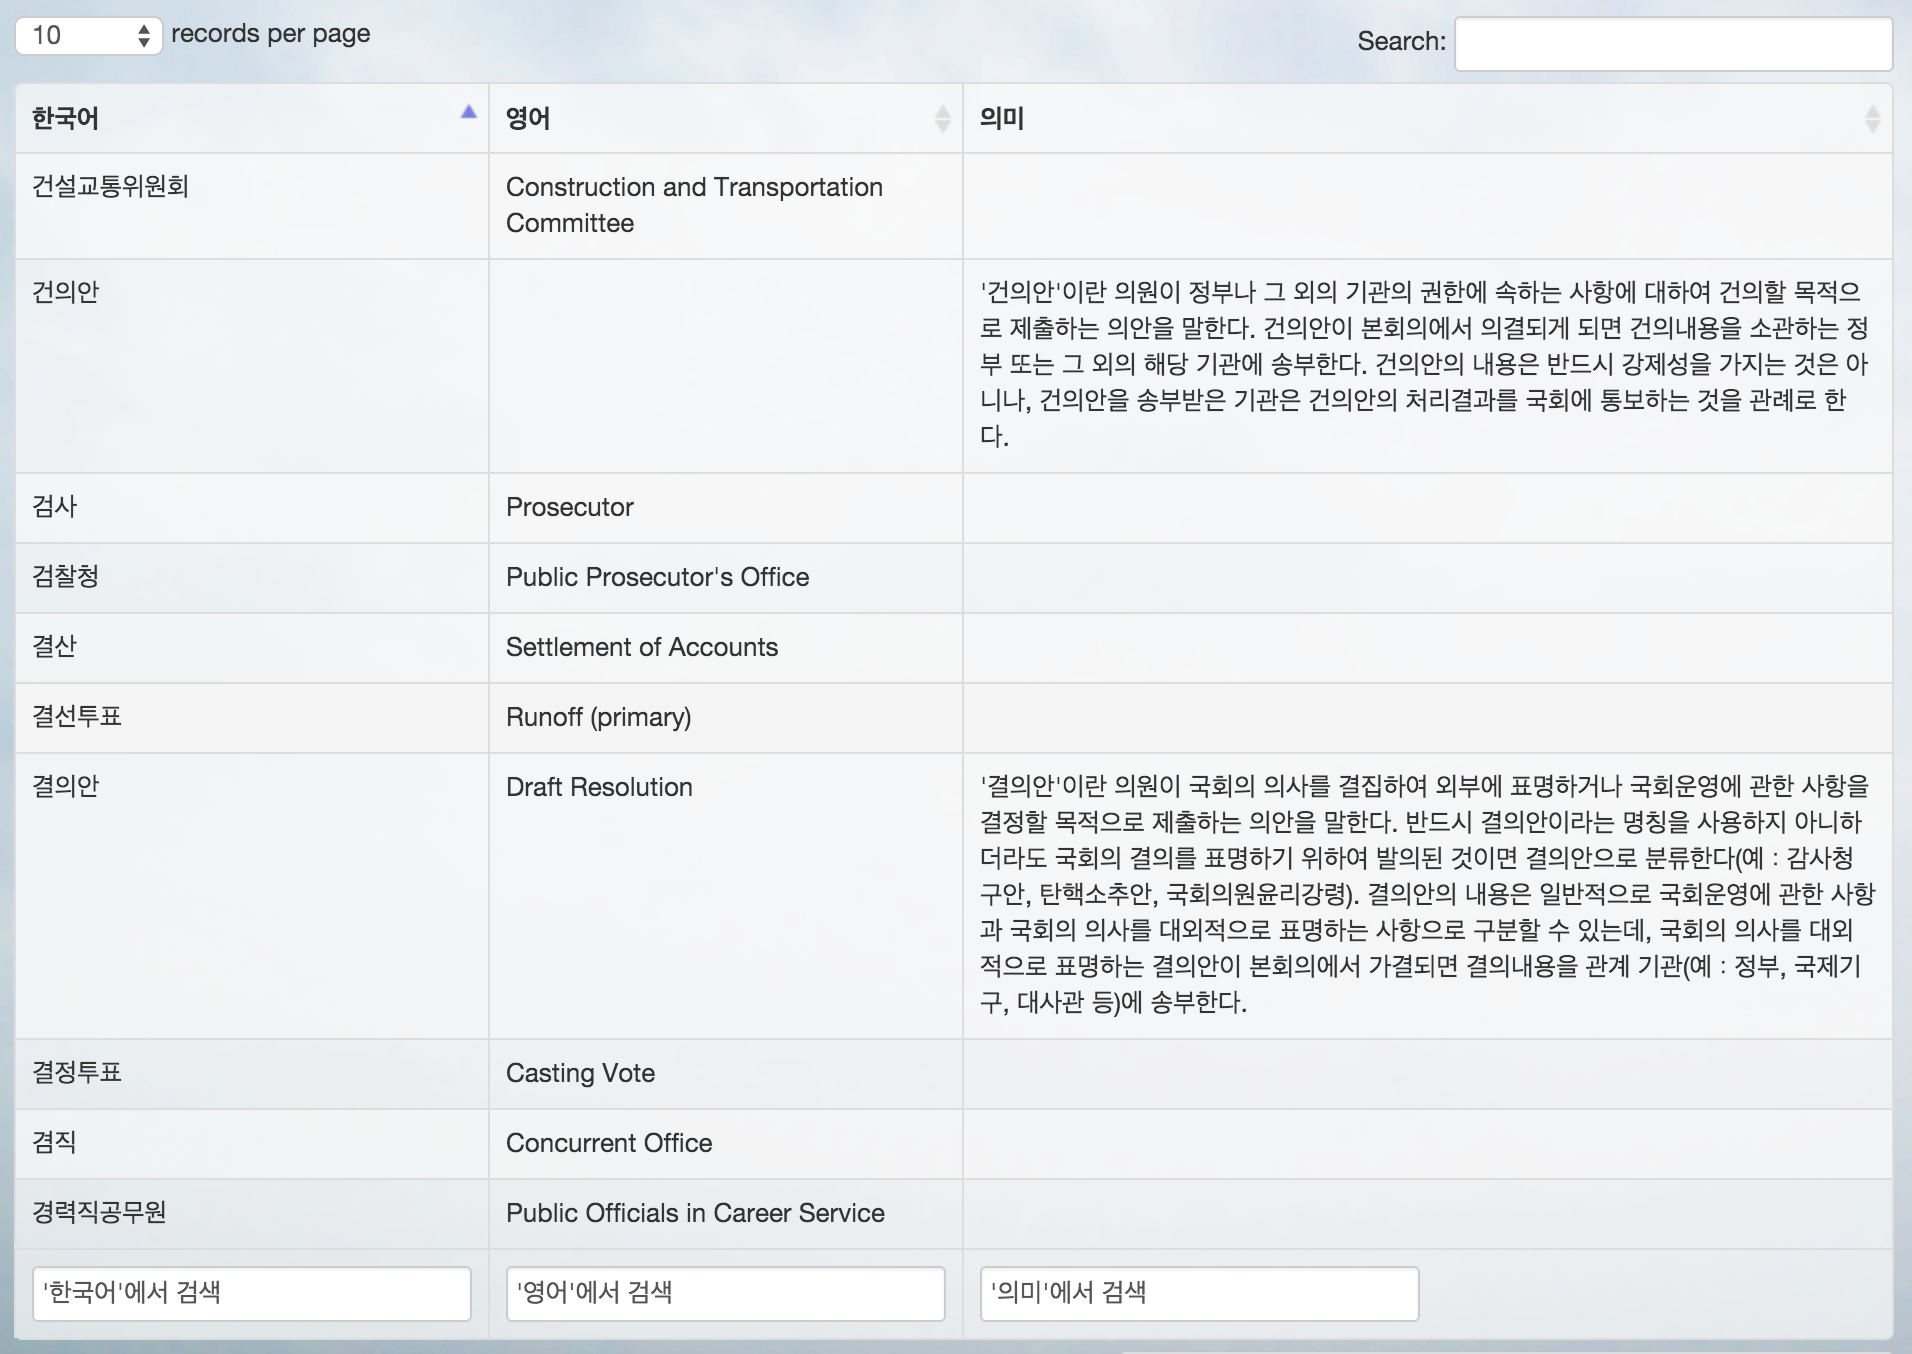 10 records per page
Search:
한국어 영어 의미
건설교통위원회 Construction and Transportation
Committee
건의안 '건의안'이란 의원이 정부나 그 외의 기관의 권한에 속하는 사항에 대하여 건의할 목적으
로 제출하는 의안을 말한다. 건의안이 본회의에서 의결되게 되면 건의내용을 소관하는 정
부 또는 그 외의 해당 기관에 송부한다. 건의안의 내용은 반드시 강제성을 가지는 것은 아
니나, 건의안을 송부받은 기관은 건의안의 처리결과를 국회에 통보하는 것을 관례로 한
다.
검사 Prosecutor
검찰청 Public Prosecutor's Office
결산 Settlement of Accounts
결선투표 Runoff (primary)
결의안 Draft Resolution '결의안'이란 의원이 국회의 의사를 결집하여 외부에 표명하거나 국회운영에 관한 사항을
결정할 목적으로 제출하는 의안을 말한다. 반드시 결의안이라는 명칭을 사용하지 아니하
더라도 국회의 결의를 표명하기 위하여 발의된 것이면 결의안으로 분류한다(예 : 감사청
구안, 탄핵소추안, 국회의원윤리강령). 결의안의 내용은 일반적으로 국회운영에 관한 사항
과 국회의 의사를 대외적으로 표명하는 사항으로 구분할 수 있는데, 국회의 의사를 대외
적으로 표명하는 결의안이 본회의에서 가결되면 결의내용을 관계 기관(예 : 정부, 국제기
구, 대사관 등)에 송부한다.
결정투표 Casting Vote
겸직 Concurrent Office
경력직공무원 Public Officials in Career Service
'한국어'에서 검색 '영어'에서 검색 '의미'에서 검색